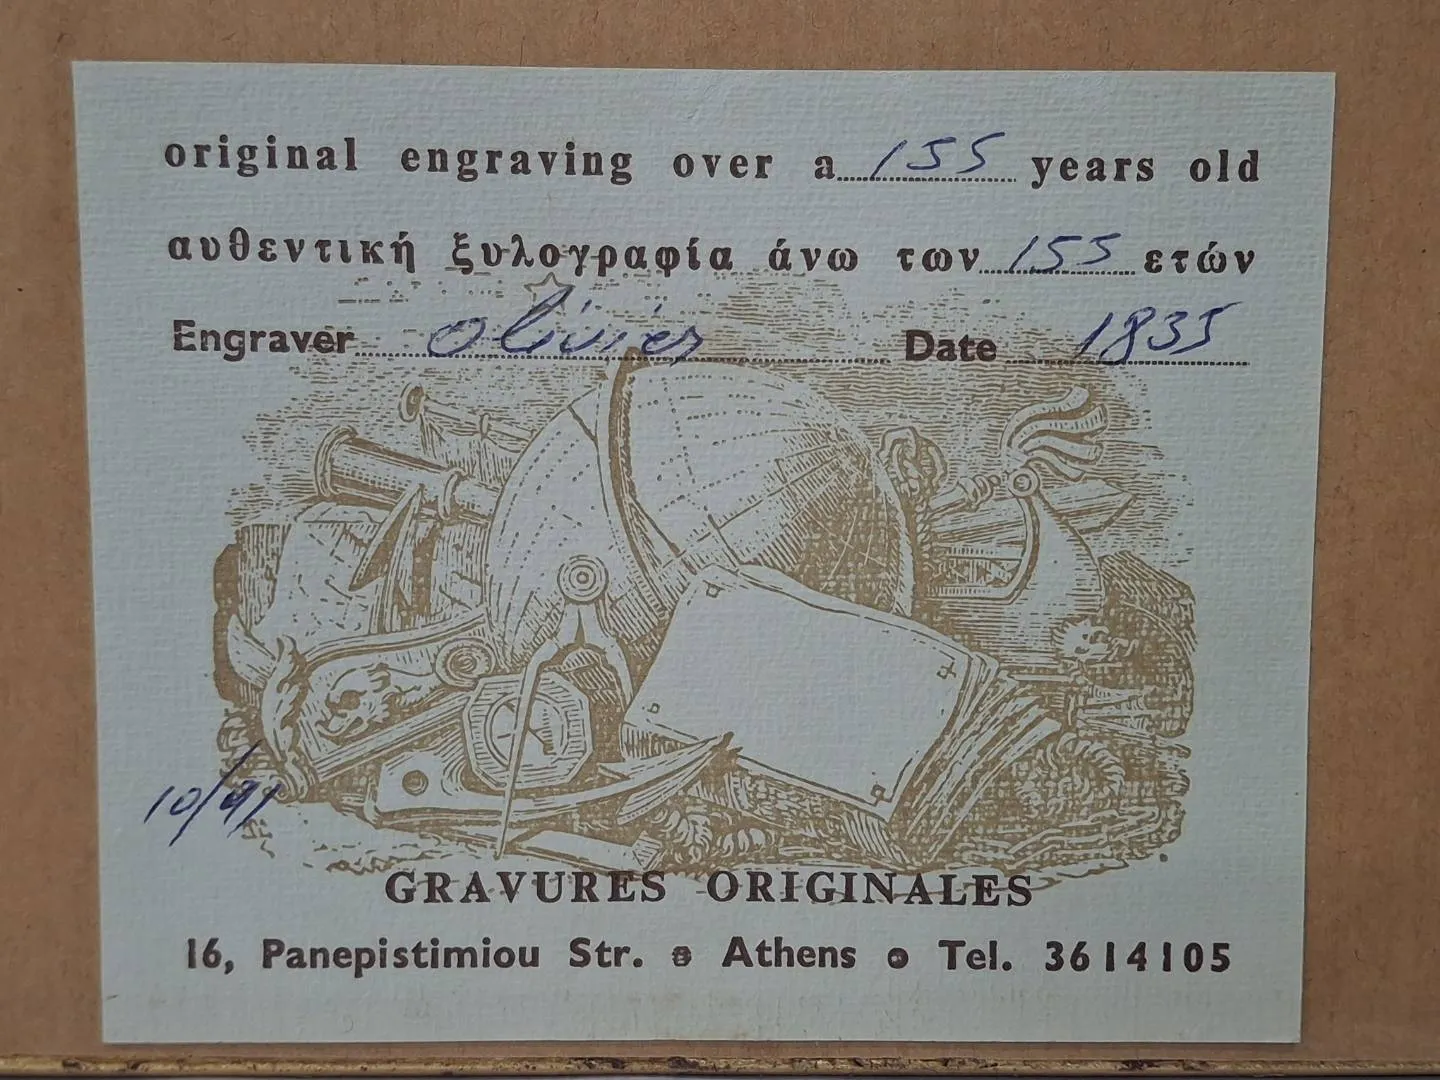 original engraving over a 155 years old
αυθεντική ξυλογραφία άνω των 155 ετών
Engraver Olivier Date 1835
10/91
GRAVURES ORIGINALES
16, Panepistimiou Str. • Athens • Tel. 3614105